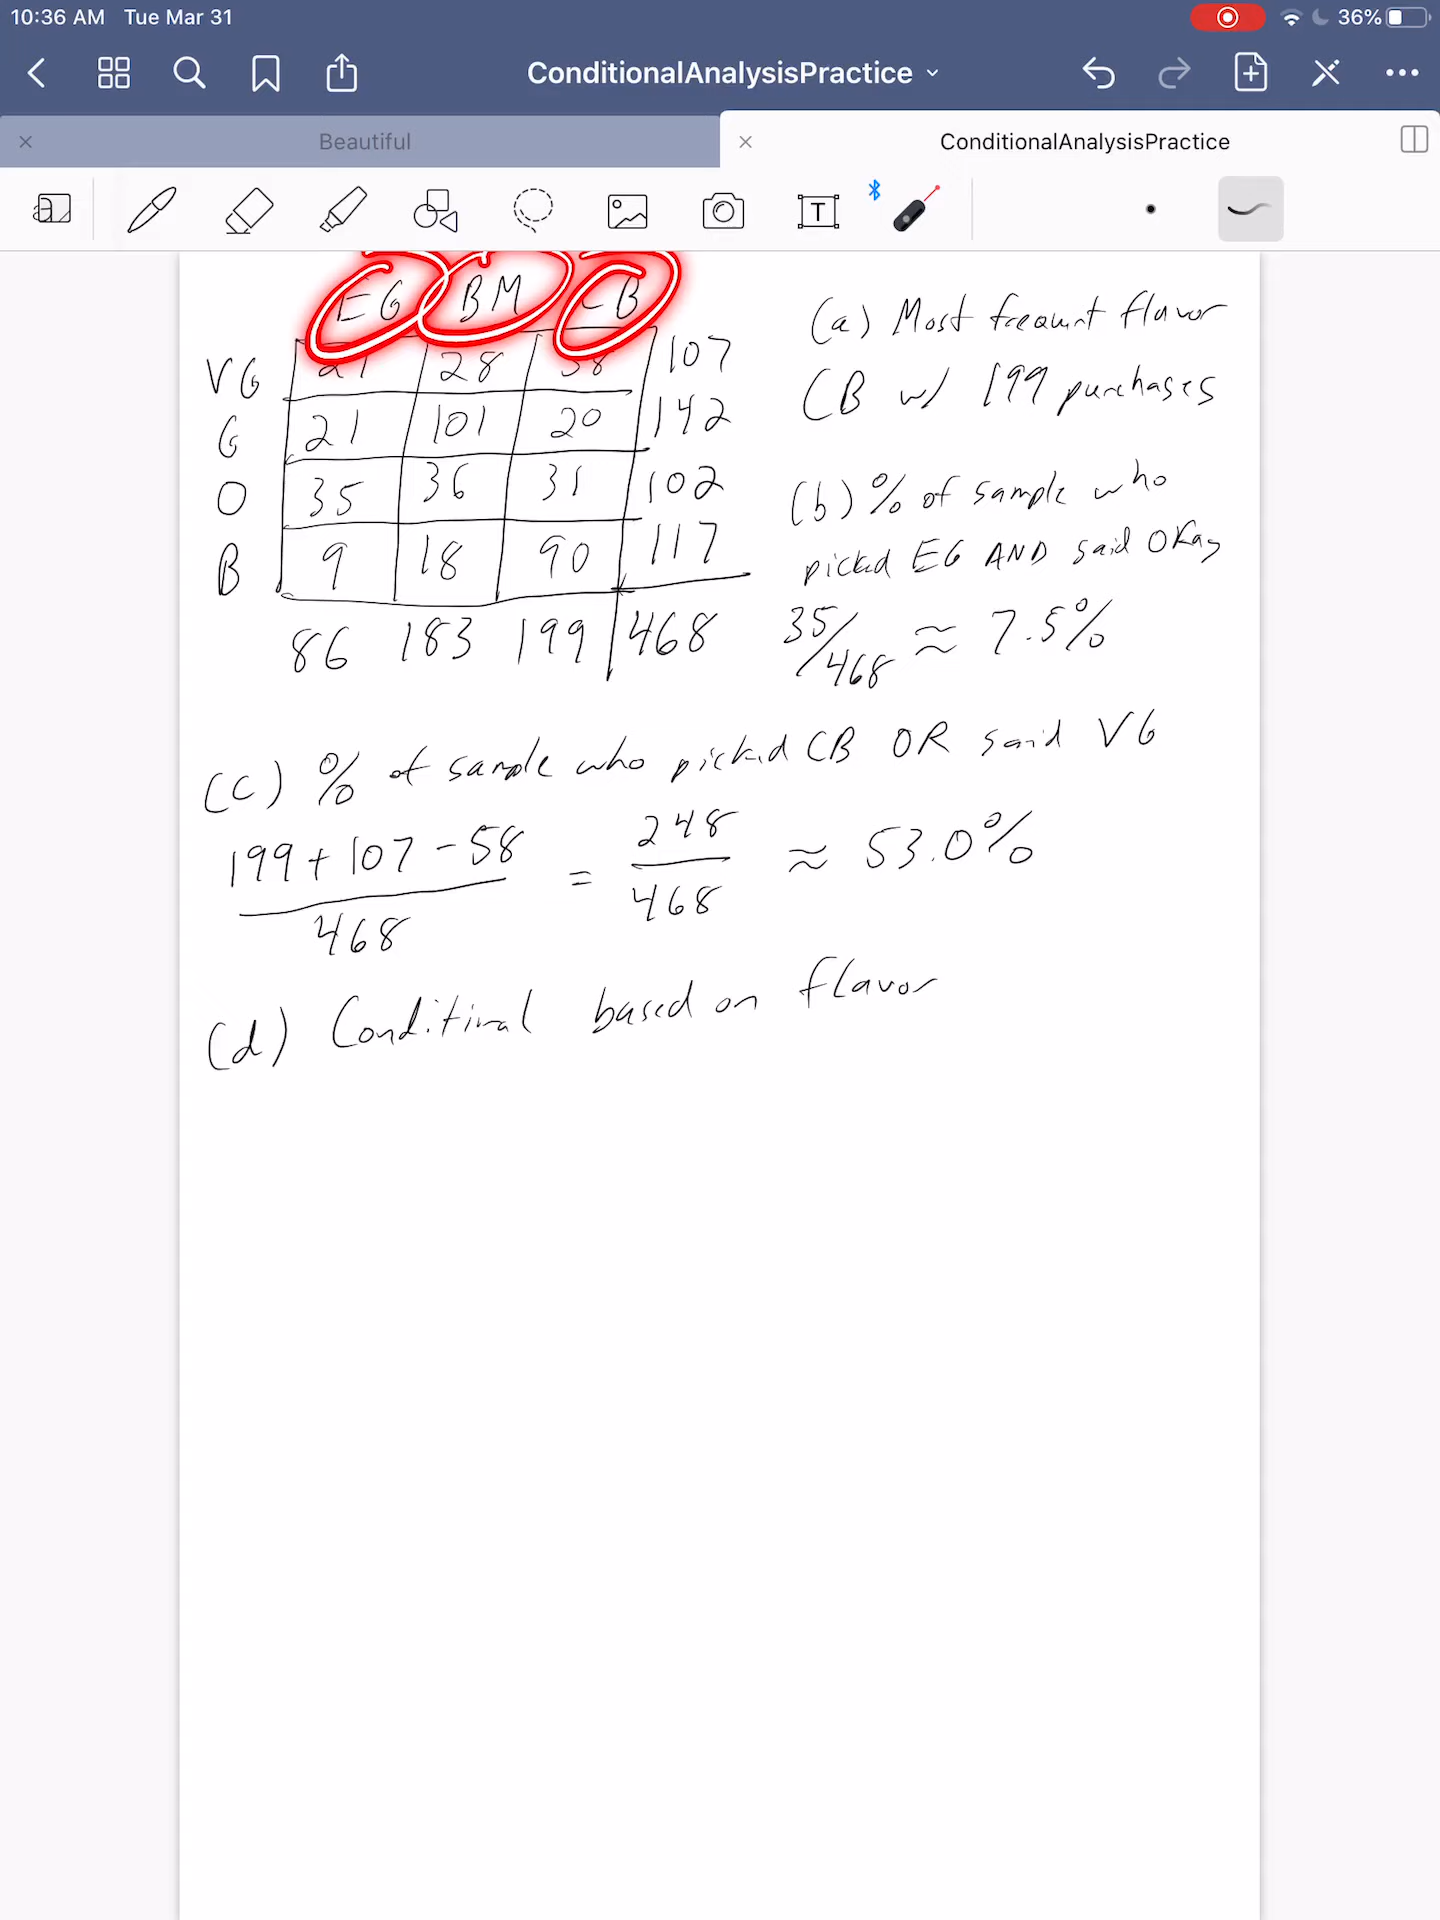 10:36 AM Tue Mar 31
36%
ConditionalAnalysisPractice
Beautiful
ConditionalAnalysisPractice
T
EG BM CB
VG 21 28 58 107
G 21 101 20 142
O 35 36 31 102
B 9 18 90 117
86 183 199 468
(a) Most frequent flavor
CB w/ 199 purchases
(b) % of sample who
picked EG AND said Okay
35/468 ≈ 7.5%
(c) % of sample who picked CB OR said VG
199 + 107 - 58 / 468 = 248 / 468 ≈ 53.0%
(d) Conditional based on flavor